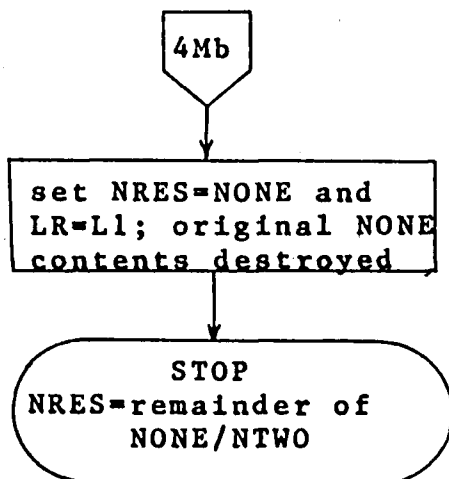 4Mb
set NRES=NONE and
LR=L1; original NONE
contents destroyed
STOP
NRES=remainder of
NONE/NTWO